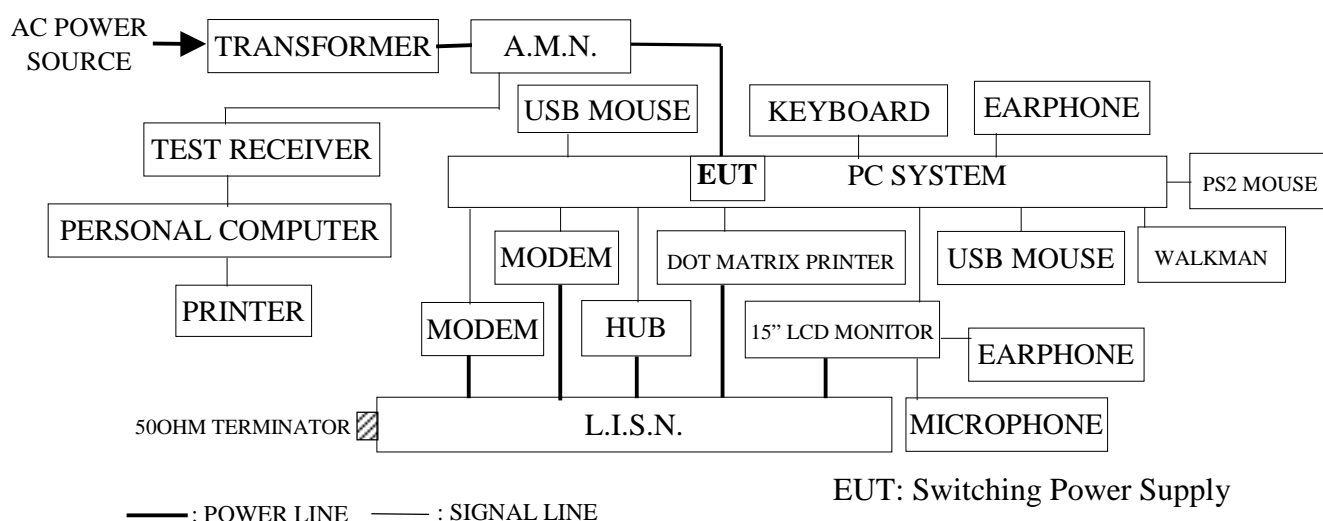 AC POWER
SOURCE
TRANSFORMER
A.M.N.
USB MOUSE
KEYBOARD
EARPHONE
TEST RECEIVER
EUT
PC SYSTEM
PS2 MOUSE
PERSONAL COMPUTER
MODEM
DOT MATRIX PRINTER
USB MOUSE
WALKMAN
PRINTER
MODEM
HUB
15” LCD MONITOR
EARPHONE
50OHM TERMINATOR
L.I.S.N.
MICROPHONE
EUT: Switching Power Supply
: POWER LINE
: SIGNAL LINE